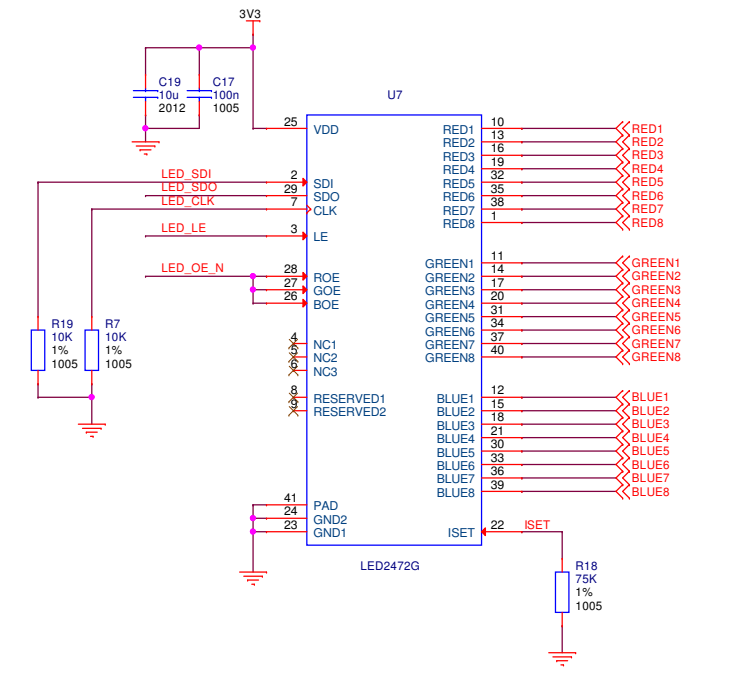 3V3
C19
10u
2012
C17
100n
1005
U7
25 VDD
2 SDI
29 SDO
7 CLK
3 LE
28 ROE
27 GOE
26 BOE
4 NC1
5 NC2
6 NC3
8 RESERVED1
9 RESERVED2
41 PAD
24 GND2
23 GND1
LED_SDI
LED_SDO
LED_CLK
LED_LE
LED_OE_N
R19
10K
1%
1005
R7
10K
1%
1005
RED1 10 RED1
RED2 13 RED2
RED3 16 RED3
RED4 19 RED4
RED5 32 RED5
RED6 35 RED6
RED7 38 RED7
RED8 1 RED8
GREEN1 11 GREEN1
GREEN2 14 GREEN2
GREEN3 17 GREEN3
GREEN4 20 GREEN4
GREEN5 31 GREEN5
GREEN6 34 GREEN6
GREEN7 37 GREEN7
GREEN8 40 GREEN8
BLUE1 12 BLUE1
BLUE2 15 BLUE2
BLUE3 18 BLUE3
BLUE4 21 BLUE4
BLUE5 30 BLUE5
BLUE6 33 BLUE6
BLUE7 36 BLUE7
BLUE8 39 BLUE8
ISET 22 ISET
LED2472G
R18
75K
1%
1005